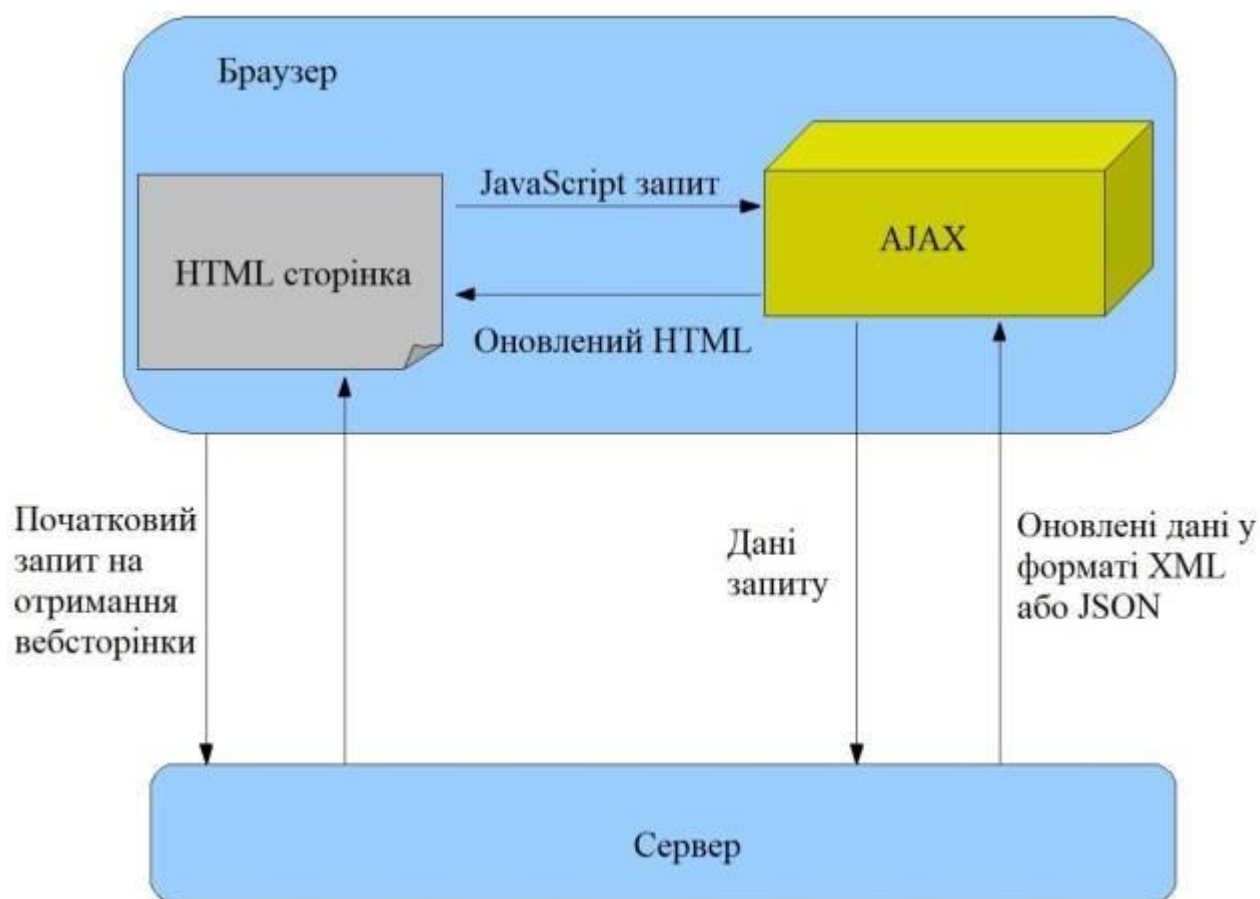 Браузер
JavaScript запит
AJAX
HTML сторінка
Оновлений HTML
Початковий
запит на
отримання
вебсторінки
Дані
запиту
Оновлені дані у
форматі XML
або JSON
Сервер